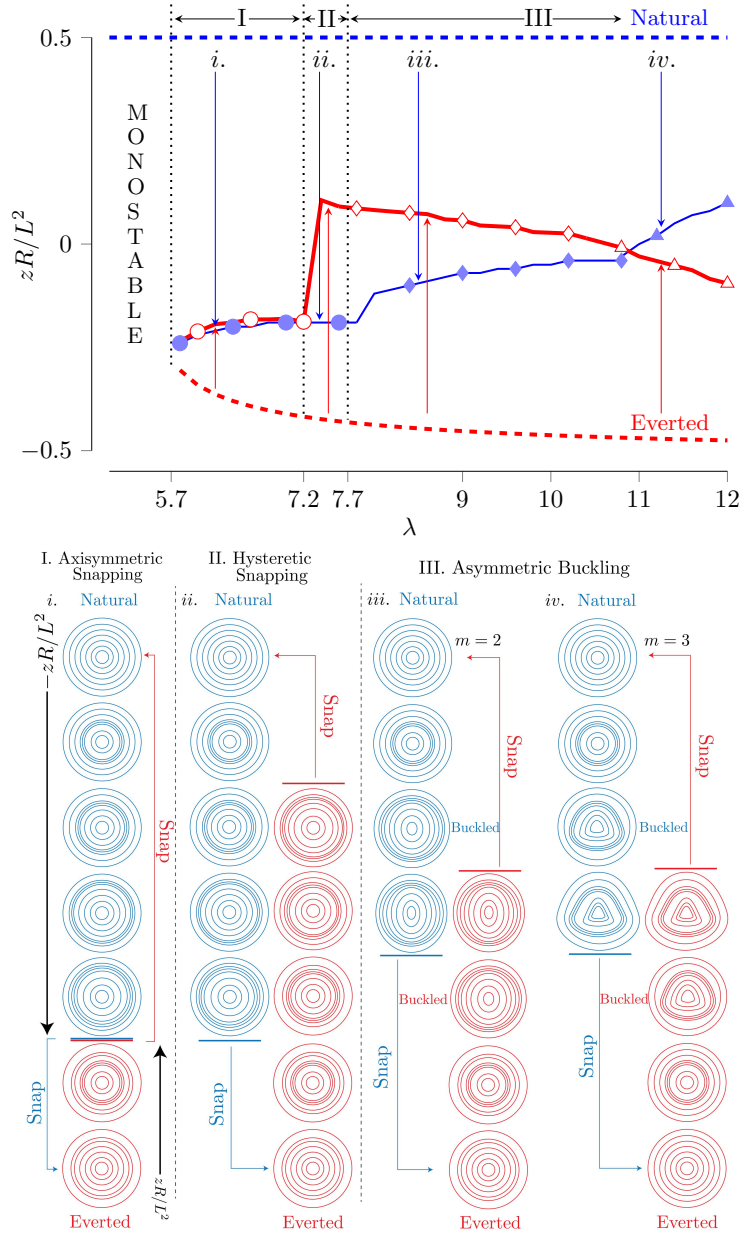 I II III Natural
0.5
i. ii. iii. iv.
MONOSTABLE
zR/L²
0
Everted
−0.5
5.7 7.2 7.7 9 10 11 12
λ
I. Axisymmetric
Snapping
II. Hysteretic
Snapping
III. Asymmetric Buckling
i. Natural
ii. Natural
iii. Natural
iv. Natural
−zR/L²
m = 2
m = 3
Snap
Snap
Snap
Snap
Buckled
Buckled
Buckled
Buckled
Snap
Snap
Snap
Snap
zR/L²
Everted
Everted
Everted
Everted